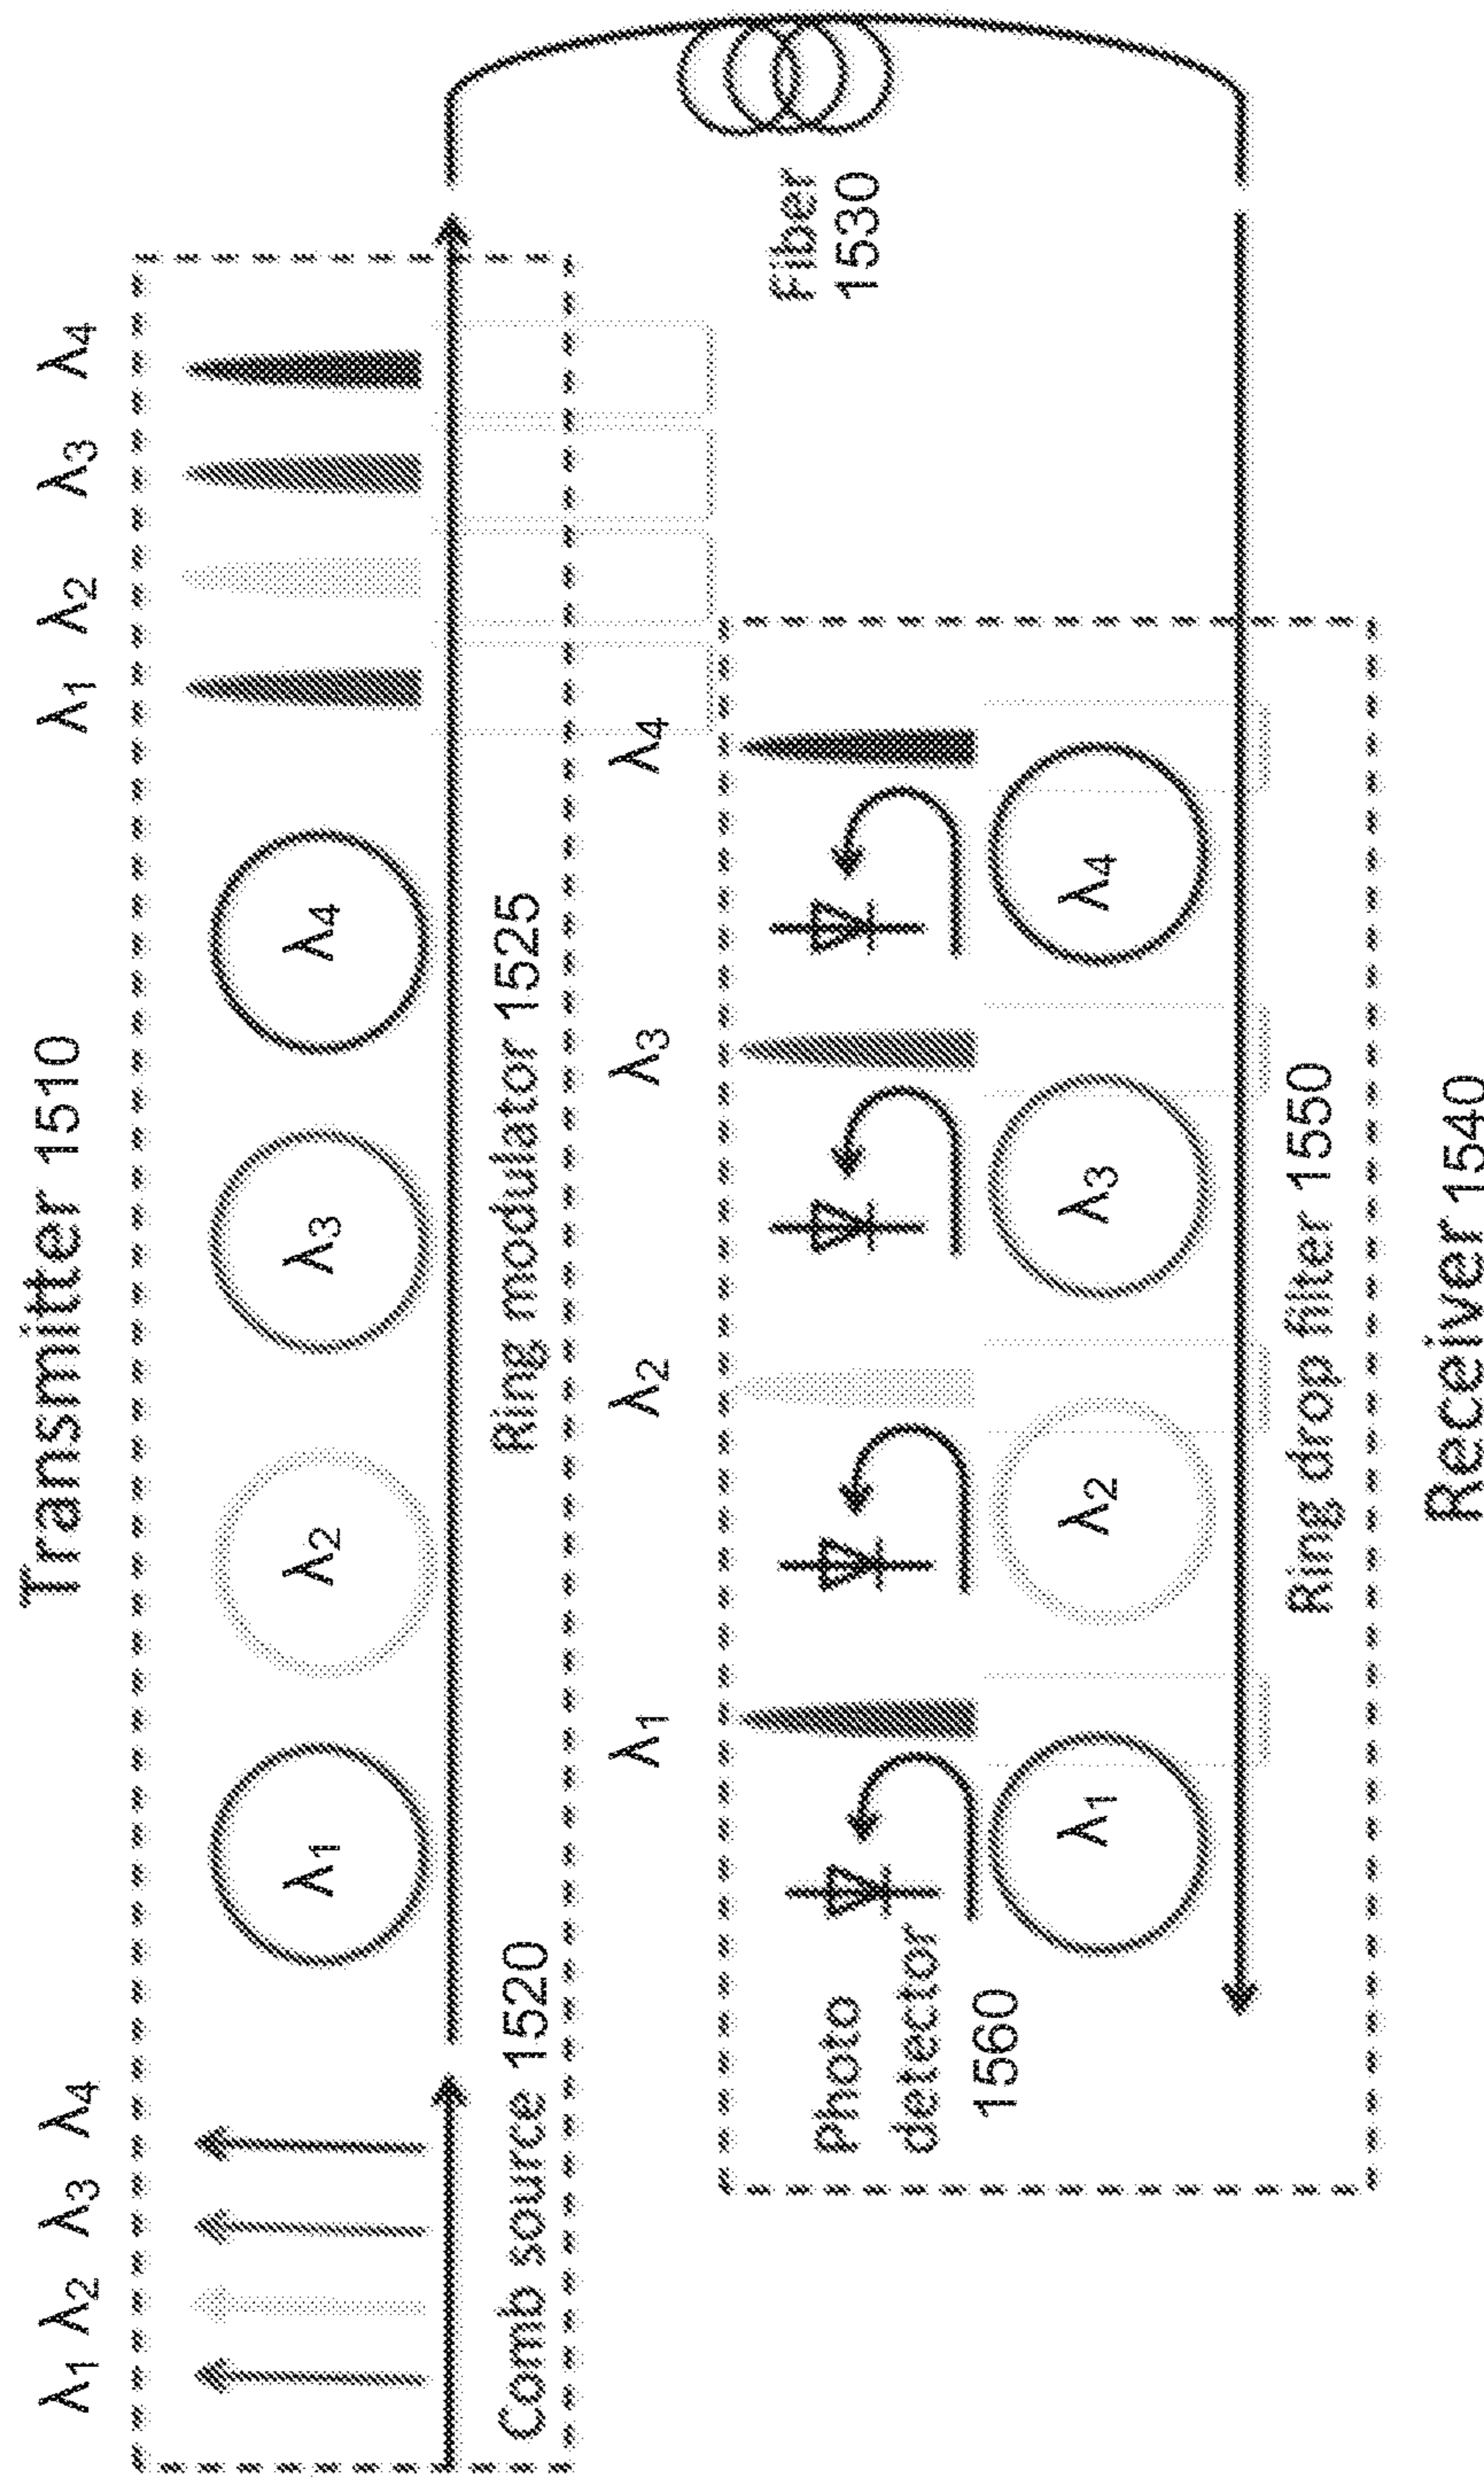 Transmitter 1510
λ1 λ2 λ3 λ4
λ1 λ2 λ3 λ4
λ1
λ2
λ3
λ4
Comb source 1520
Ring modulator 1525
Fiber
1530
λ1
λ2
λ3
λ4
Photo
detector
1560
λ1
λ2
λ3
λ4
Ring drop filter 1550
Receiver 1540